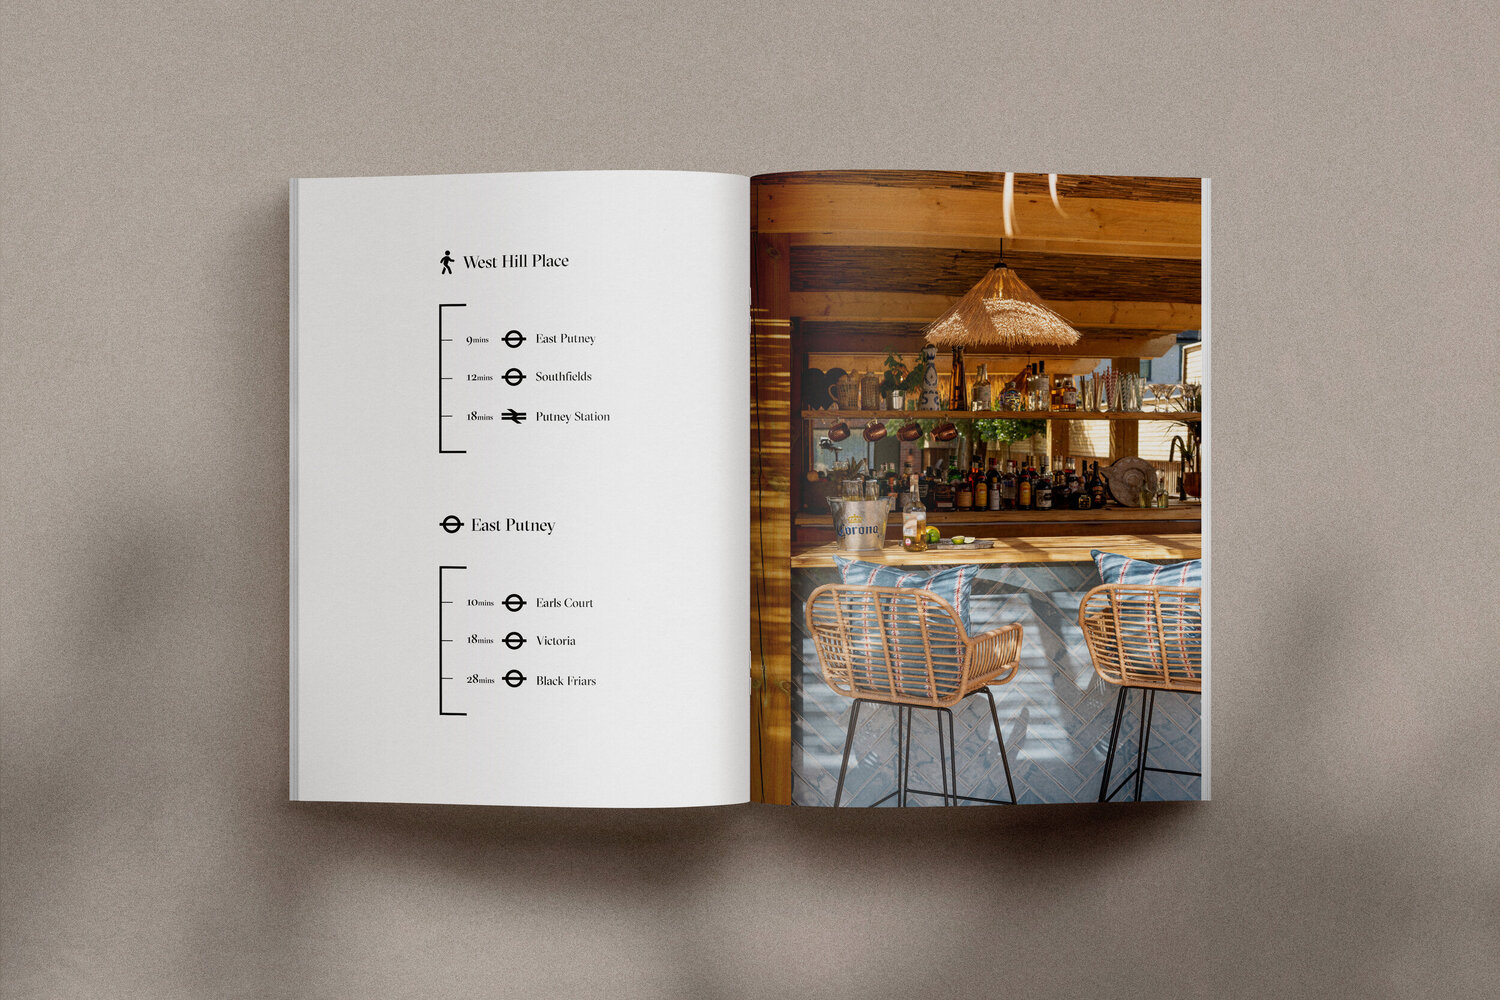 West Hill Place
9mins East Putney
12mins Southfields
18mins Putney Station
East Putney
10mins Earls Court
18mins Victoria
28mins Black Friars
Corona